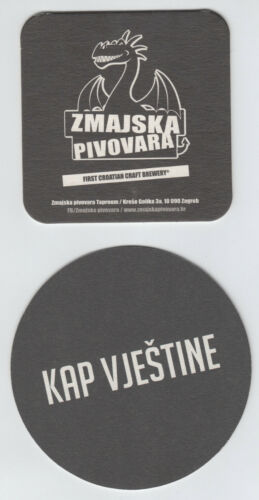 ZMAJSKA
PIVOVARA
FIRST CROATIAN CRAFT BREWERY®
Zmajska pivovara Taproom / Kreše Golika 3a, 10 090 Zagreb
FB/Zmajska pivovara / www.zmajskapivovara.hr
KAP VJEŠTINE